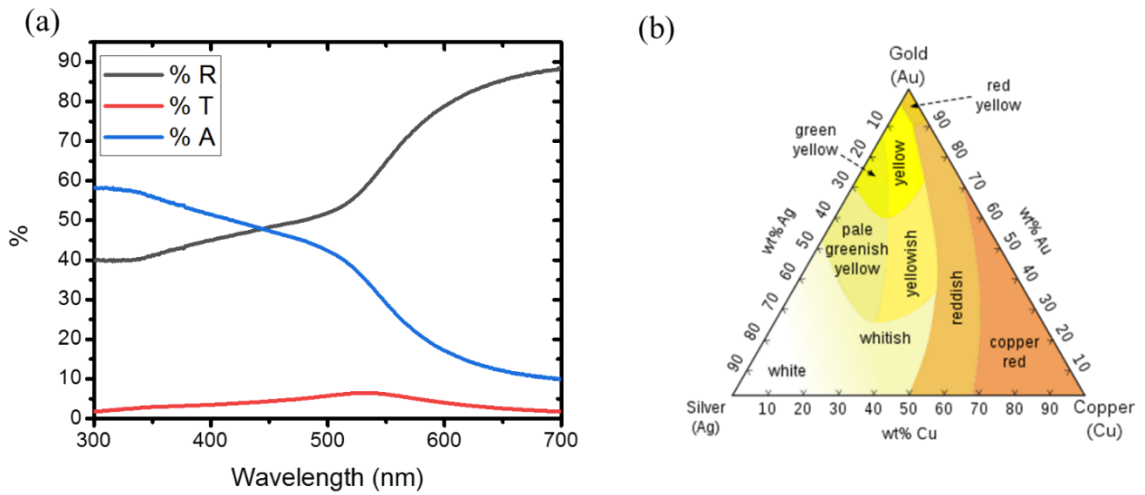 (a)
90
80
70
60
50
40
30
20
10
0
%
% R
% T
% A
300
400
500
600
700
Wavelength (nm)
(b)
Gold
(Au)
red
yellow
green
yellow
yellow
pale
greenish
yellow
yellowish
reddish
whitish
copper
red
white
wt% Ag
10
20
30
40
50
60
70
80
90
wt% Au
90
80
70
60
50
40
30
20
10
Silver
(Ag)
10
20
30
40
50
60
70
80
90
Copper
(Cu)
wt% Cu